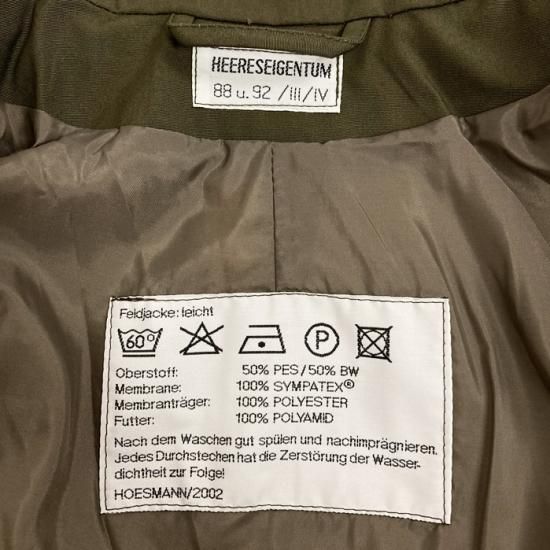 HEERESEIGENTUM
88 u. 92 /III/IV
Feldjacke: leicht
60° P
Oberstoff: 50% PES/50% BW
Membrane: 100% SYMPATEX®
Membranträger: 100% POLYESTER
Futter: 100% POLYAMID
Nach dem Waschen gut spülen und nachimprägnieren.
Jedes Durchstechen hat die Zerstörung der Wasser-
dichtheit zur Folge!
HOESMANN/2002